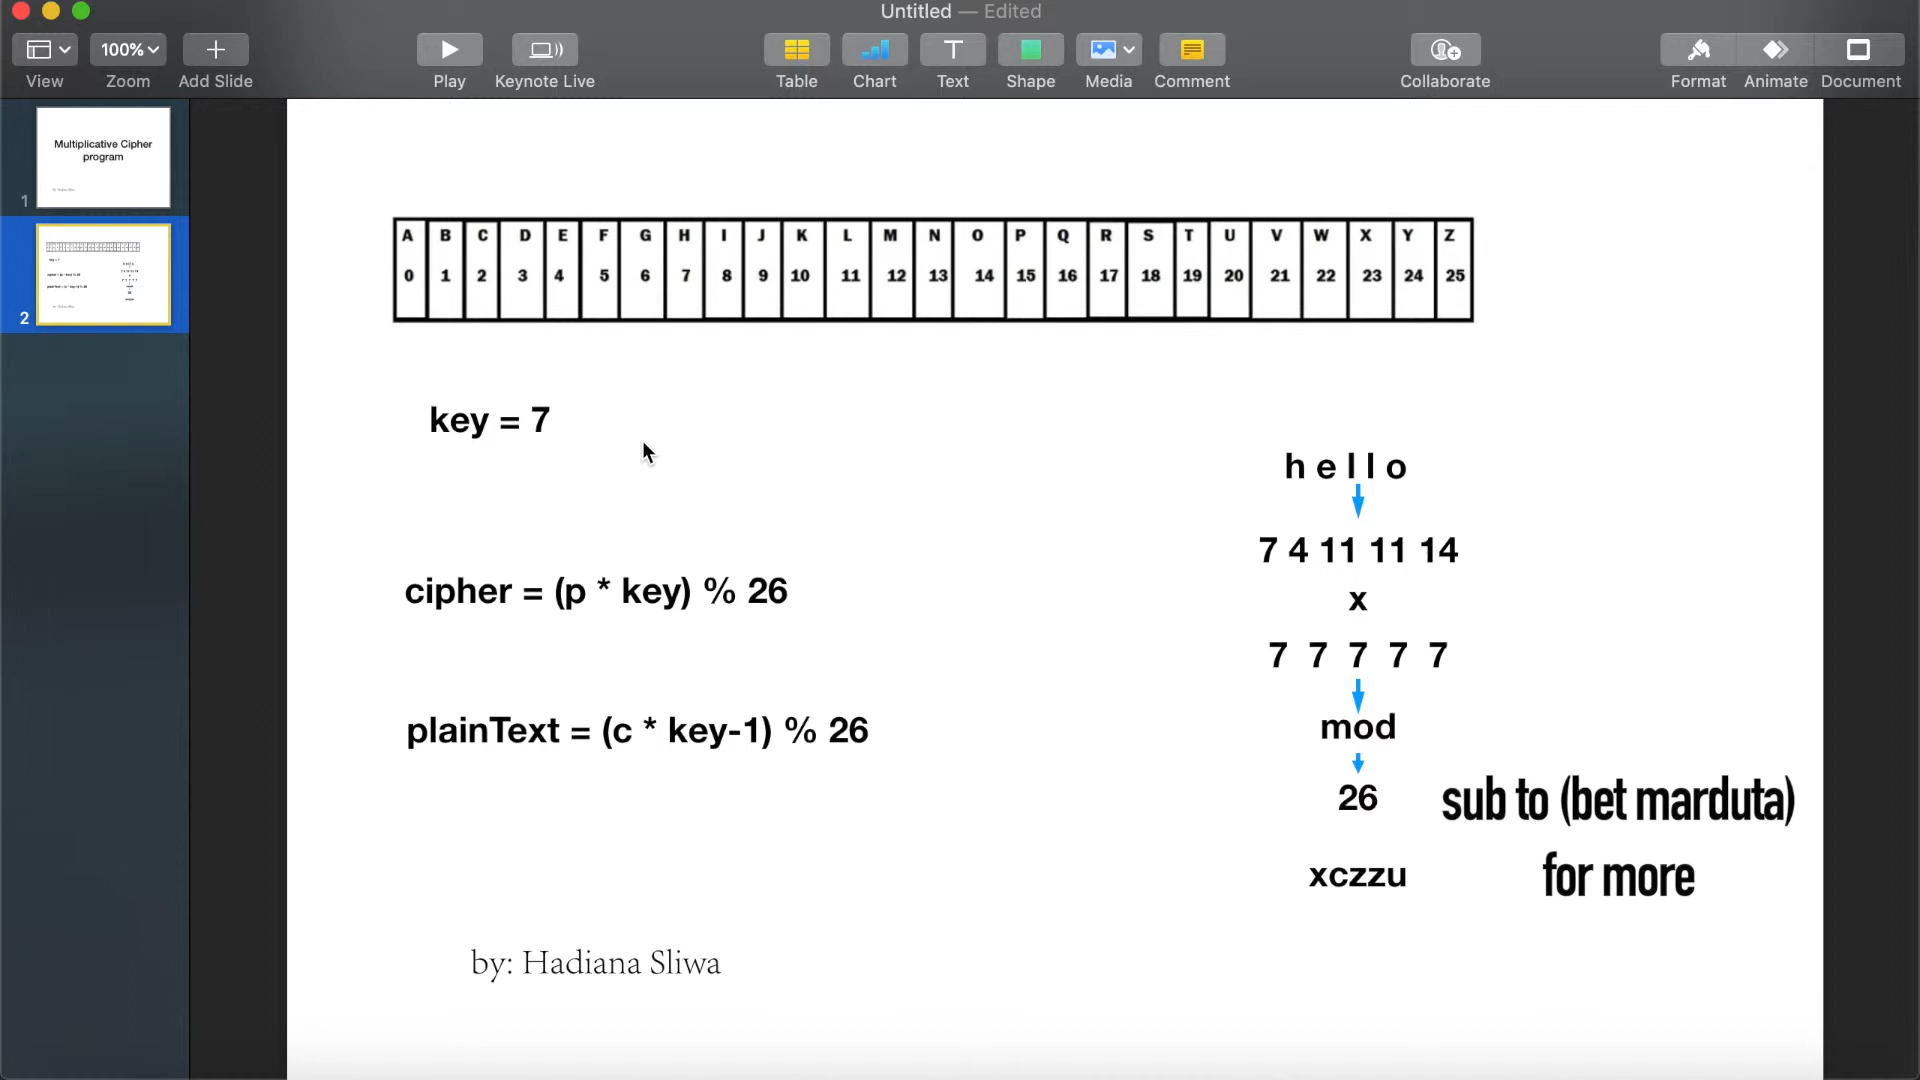 Untitled — Edited
100%
View
Zoom
Add Slide
Play
Keynote Live
Table
Chart
Text
Shape
Media
Comment
Collaborate
Format
Animate
Document
Multiplicative Cipher
program
1
2
A B C D E F G H I J K L M N O P Q R S T U V W X Y Z
0 1 2 3 4 5 6 7 8 9 10 11 12 13 14 15 16 17 18 19 20 21 22 23 24 25
key = 7
cipher = (p * key) % 26
plainText = (c * key-1) % 26
h e l l o
7 4 11 11 14
x
7 7 7 7 7
mod
26
xczzu
sub to (bet marduta)
for more
by: Hadiana Sliwa